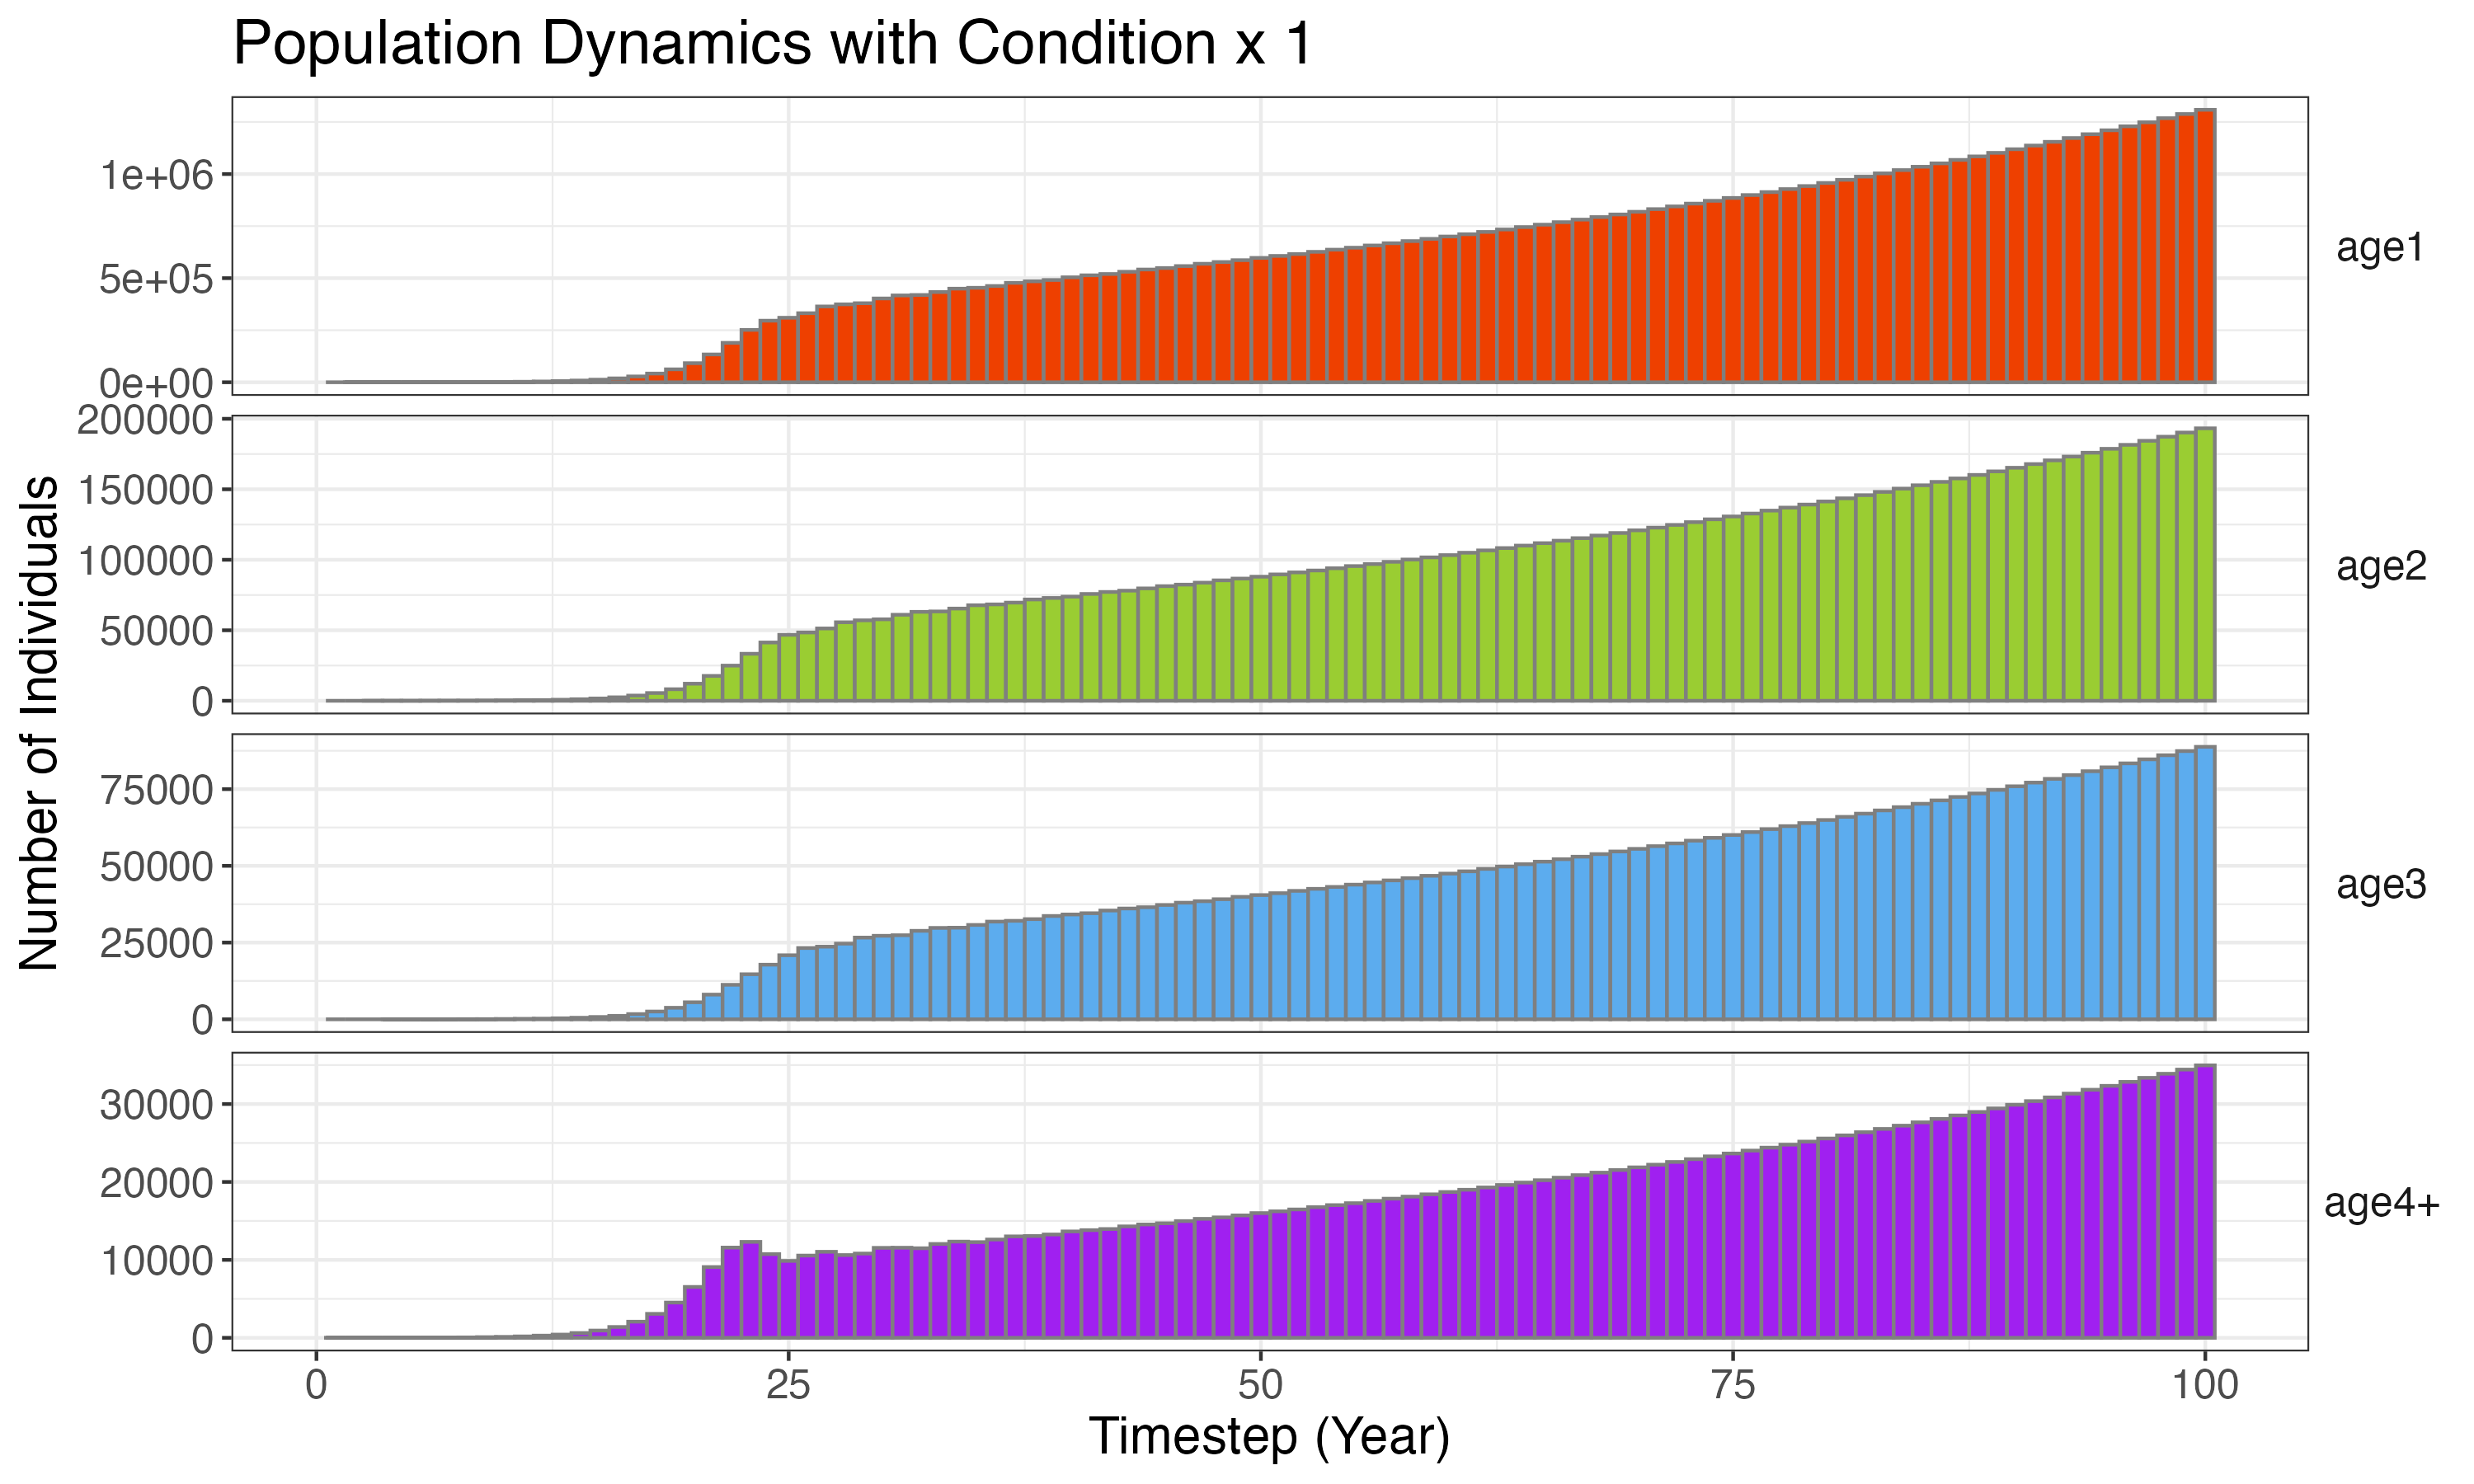 Population Dynamics with Condition x 1
Number of Individuals
1e+06
5e+05
0e+00
age1
200000
150000
100000
50000
0
age2
75000
50000
25000
0
age3
30000
20000
10000
0
age4+
0 25 50 75 100
Timestep (Year)